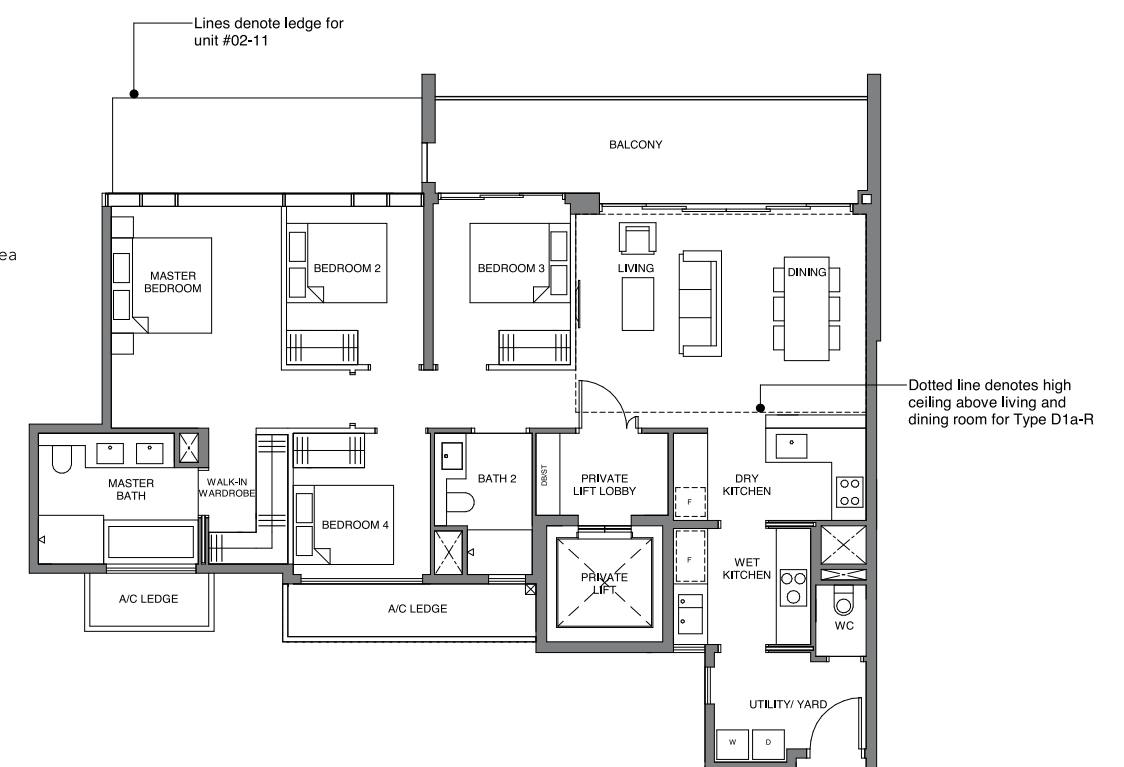 Lines denote ledge for
unit #02-11
BALCONY
ea
MASTER
BEDROOM
BEDROOM 2
BEDROOM 3
LIVING
DINING
Dotted line denotes high
ceiling above living and
dining room for Type D1a-R
MASTER
BATH
WALK-IN
WARDROBE
BEDROOM 4
BATH 2
DB/ST
PRIVATE
LIFT LOBBY
F
DRY
KITCHEN
F
WET
KITCHEN
PRIVATE
LIFT
A/C LEDGE
A/C LEDGE
WC
UTILITY/ YARD
W
D